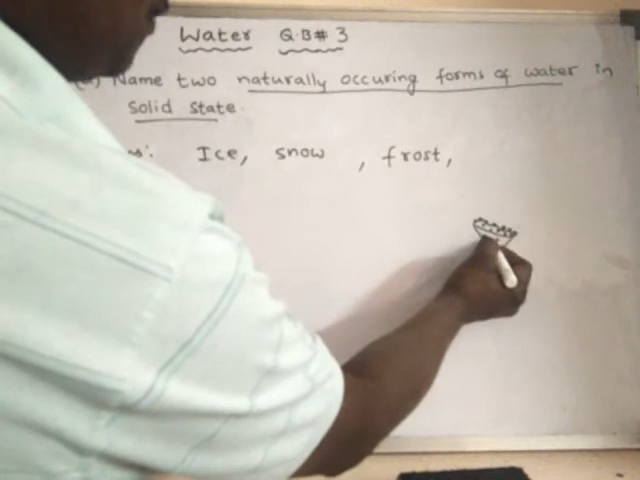 Water Q.B# 3
(a) Name two naturally occuring forms of water in
Solid State.
Ice, snow , frost,